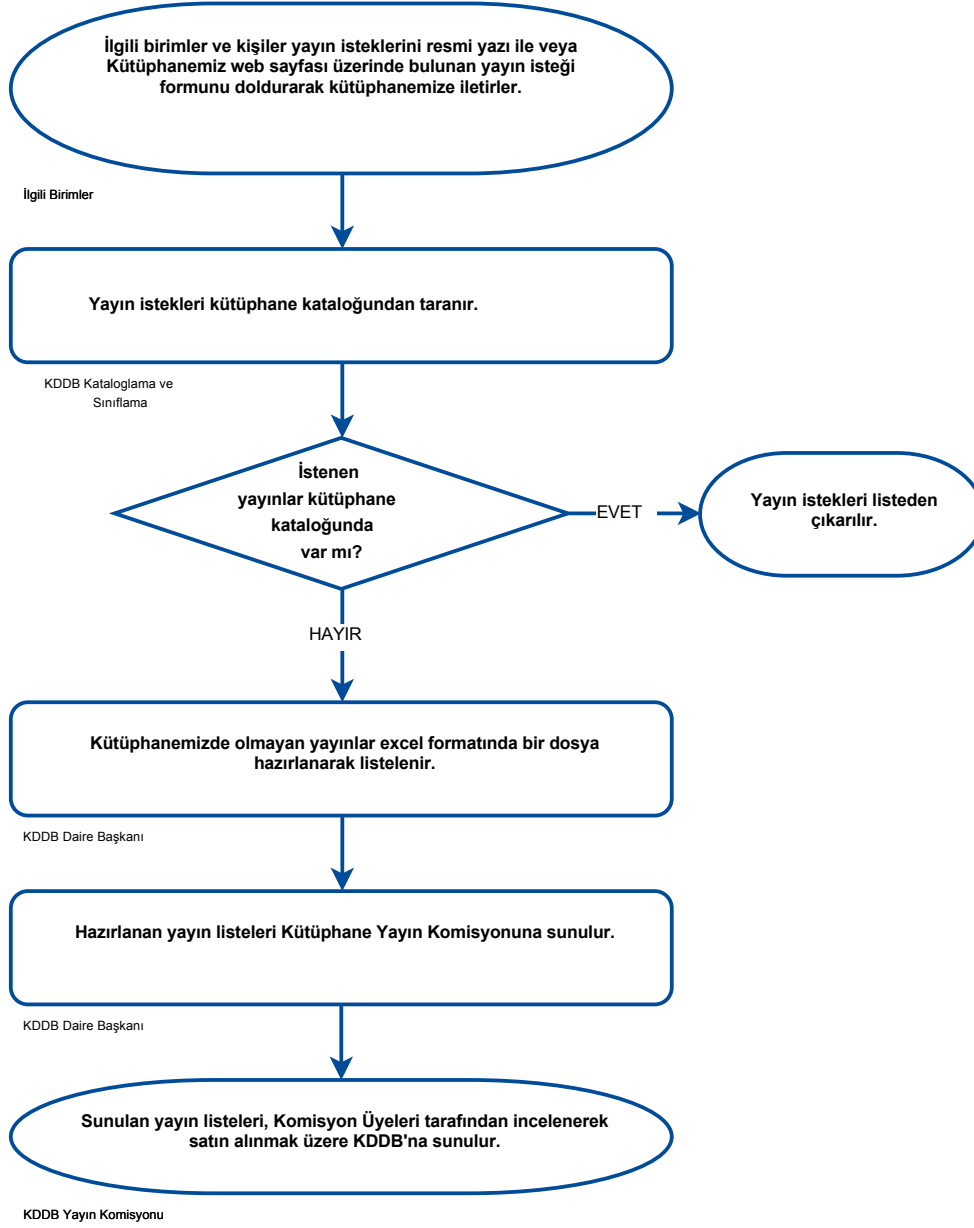 İlgili birimler ve kişiler yayın isteklerini resmi yazı ile veya
Kütüphanemiz web sayfası üzerinde bulunan yayın isteği
formunu doldurarak kütüphanemize iletirler.
İlgili Birimler
Yayın istekleri kütüphane kataloğundan taranır.
KDDB Kataloglama ve
Sınıflama
İstenen
yayınlar kütüphane
kataloğunda
var mı?
EVET
Yayın istekleri listeden
çıkarılır.
HAYIR
Kütüphanemizde olmayan yayınlar excel formatında bir dosya
hazırlanarak listelenir.
KDDB Daire Başkanı
Hazırlanan yayın listeleri Kütüphane Yayın Komisyonuna sunulur.
KDDB Daire Başkanı
Sunulan yayın listeleri, Komisyon Üyeleri tarafından incelenerek
satın alınmak üzere KDDB'na sunulur.
KDDB Yayın Komisyonu